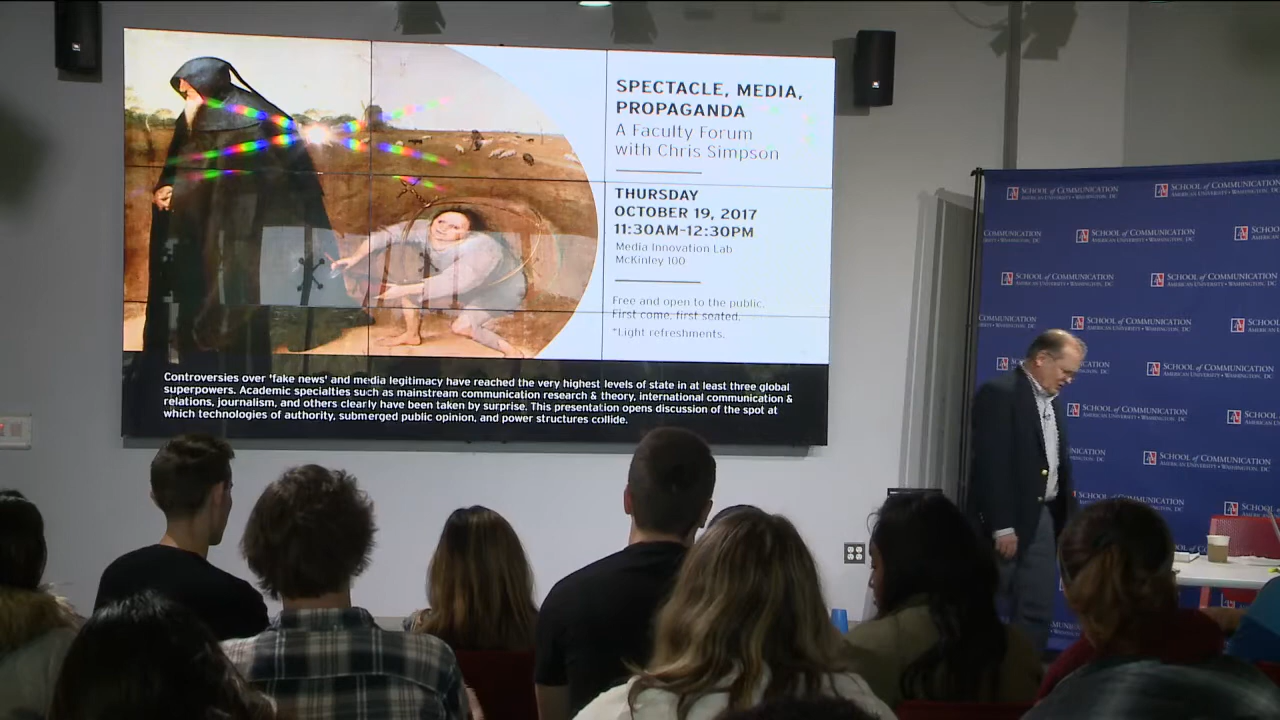 SPECTACLE, MEDIA,
PROPAGANDA
A Faculty Forum
with Chris Simpson
THURSDAY
OCTOBER 19, 2017
11:30AM-12:30PM
Media Innovation Lab
McKinley 100
Free and open to the public.
First come, first seated.
*Light refreshments.
Controversies over 'fake news' and media legitimacy have reached the very highest levels of state in at least three global
superpowers. Academic specialties such as mainstream communication research & theory, international communication &
relations, journalism, and others clearly have been taken by surprise. This presentation opens discussion of the spot at
which technologies of authority, submerged public opinion, and power structures collide.
SCHOOL of COMMUNICATION
AMERICAN UNIVERSITY • WASHINGTON, DC